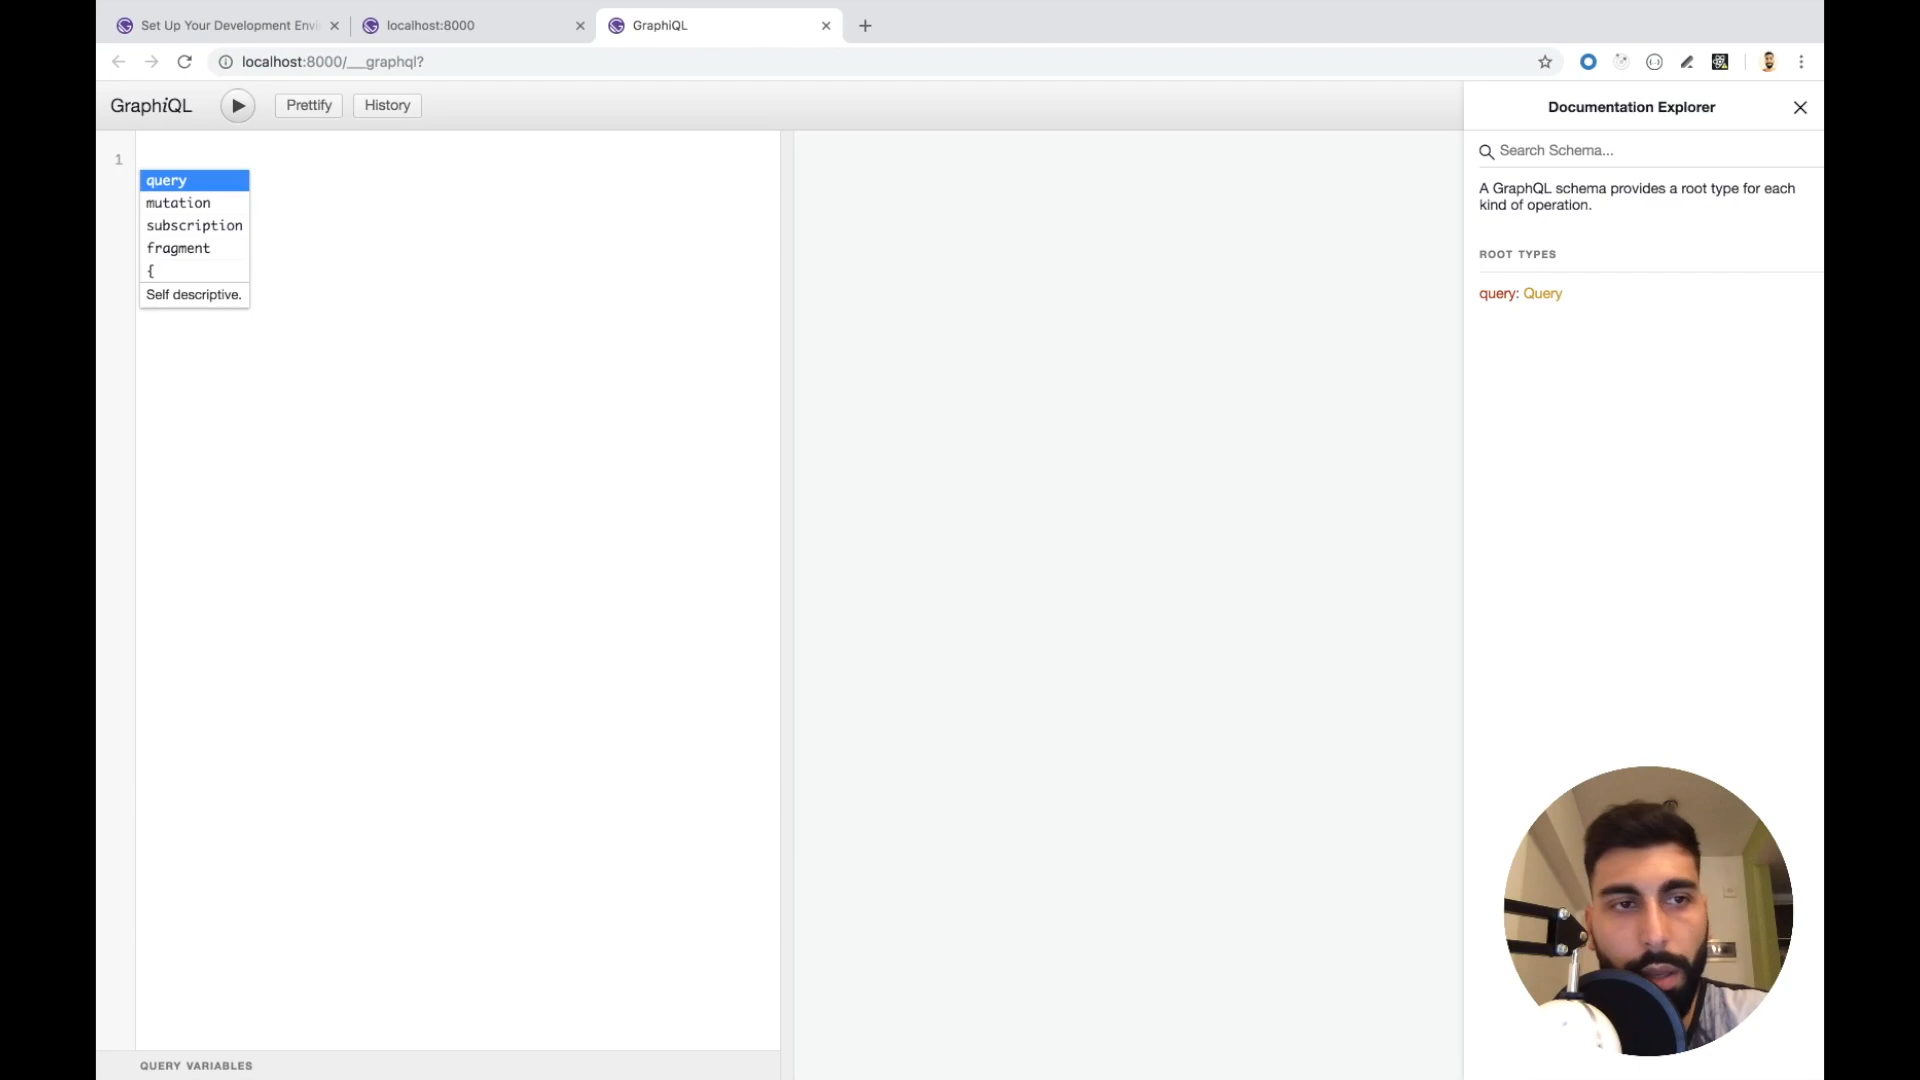 Set Up Your Development Envi
localhost:8000
GraphiQL
localhost:8000/___graphql?
GraphiQL
Prettify
History
Documentation Explorer
1
Search Schema...
query
mutation
subscription
fragment
{
Self descriptive.
A GraphQL schema provides a root type for each
kind of operation.
ROOT TYPES
query: Query
QUERY VARIABLES